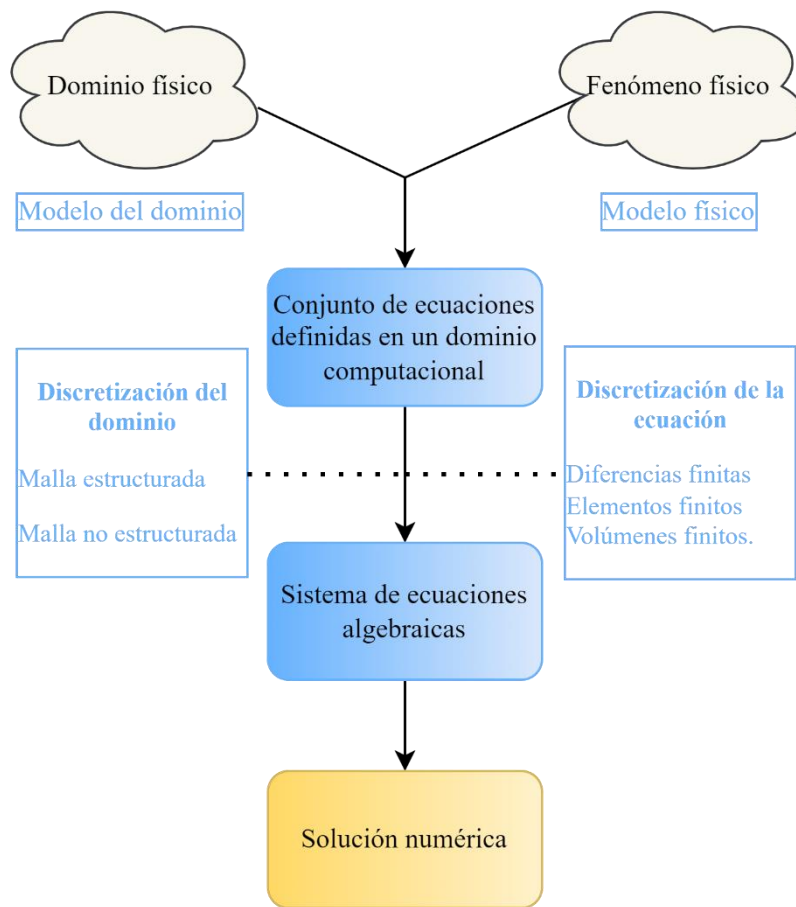 Dominio físico
Fenómeno físico
Modelo del dominio
Modelo físico
Conjunto de ecuaciones
definidas en un dominio
computacional
Discretización del
dominio
Malla estructurada
Malla no estructurada
Discretización de la
ecuación
Diferencias finitas
Elementos finitos
Volúmenes finitos.
Sistema de ecuaciones
algebraicas
Solución numérica